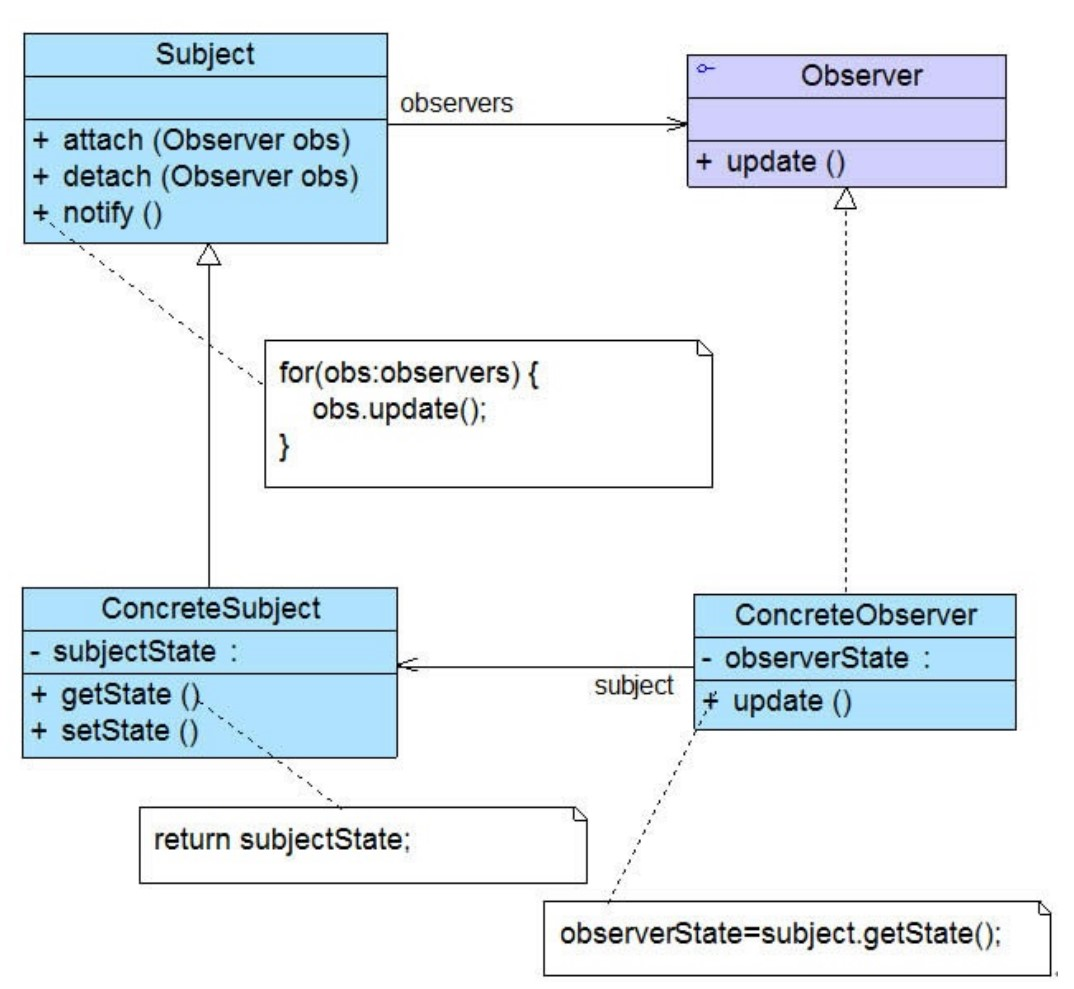 Subject
+ attach (Observer obs)
+ detach (Observer obs)
+ notify ()
observers
Observer
+ update ()
for(obs:observers) {
obs.update();
}
ConcreteSubject
- subjectState :
+ getState ()
+ setState ()
subject
ConcreteObserver
- observerState :
+ update ()
return subjectState;
observerState=subject.getState();